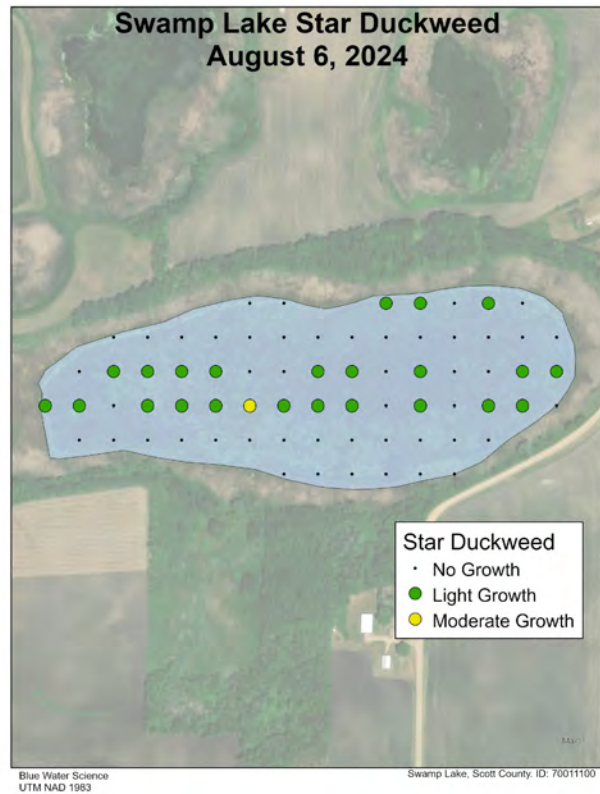 Swamp Lake Star Duckweed
August 6, 2024
Star Duckweed
No Growth
Light Growth
Moderate Growth
Blue Water Science
UTM NAD 1983
Swamp Lake, Scott County. ID: 70011100